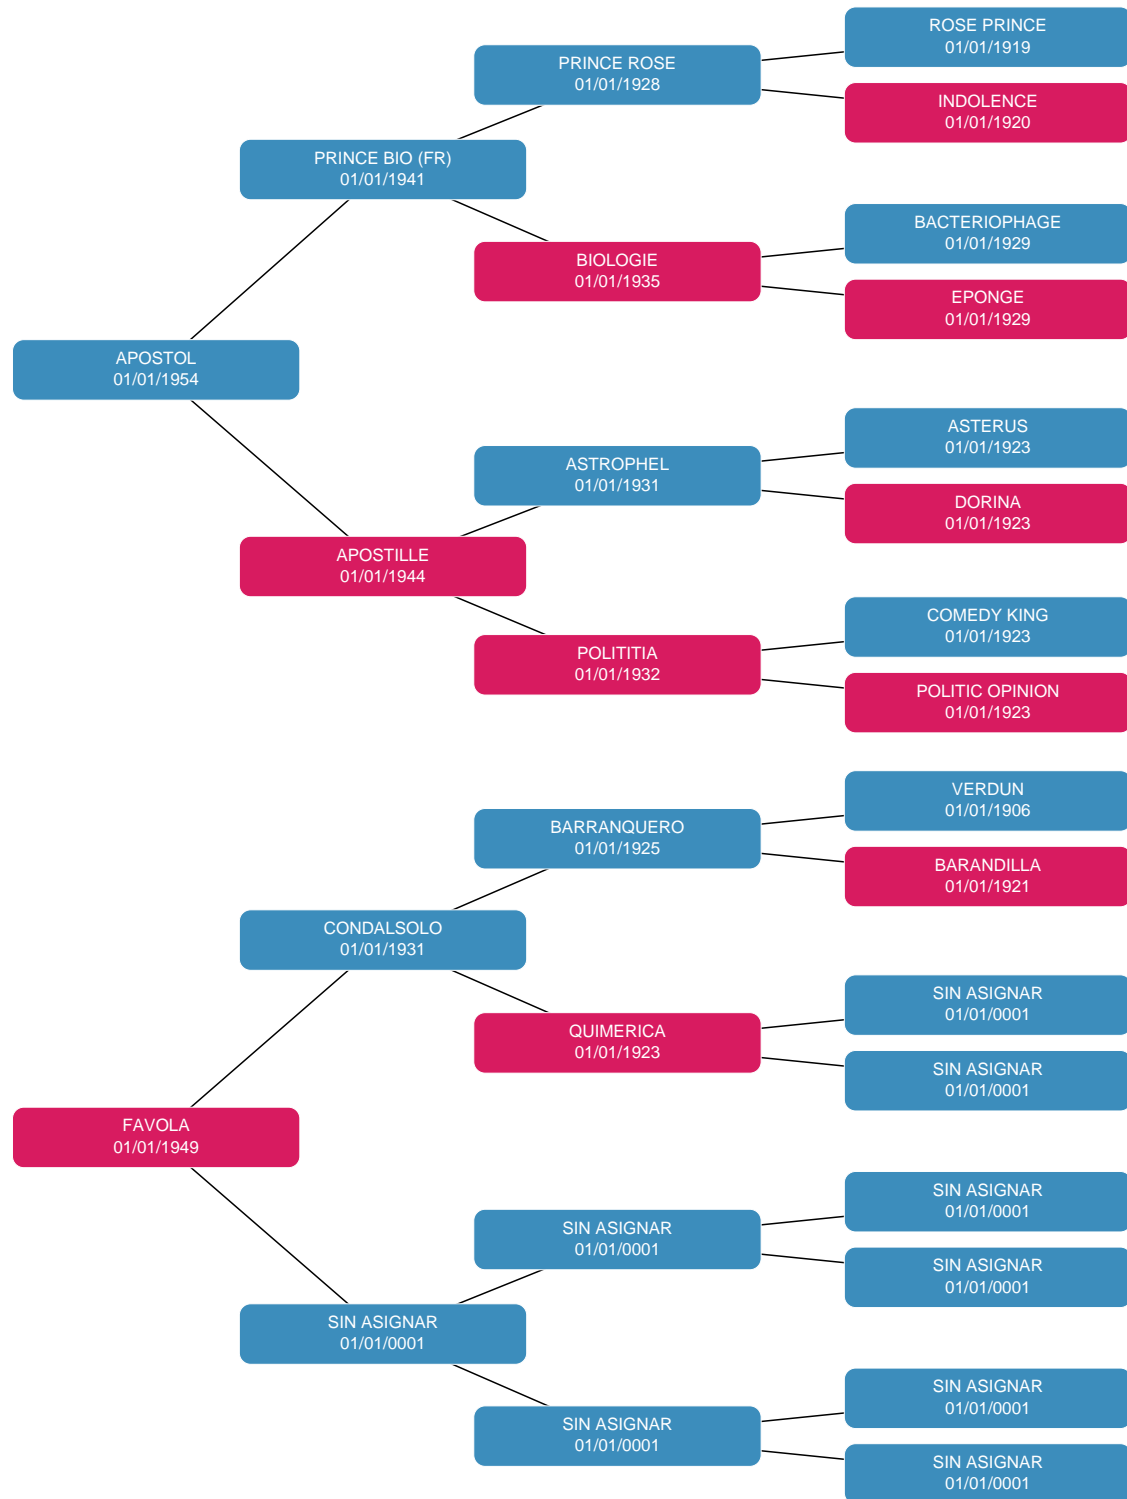 ROSE PRINCE
01/01/1919
PRINCE ROSE
01/01/1928
INDOLENCE
01/01/1920
PRINCE BIO (FR)
01/01/1941
BACTERIOPHAGE
01/01/1929
BIOLOGIE
01/01/1935
EPONGE
01/01/1929
APOSTOL
01/01/1954
ASTERUS
01/01/1923
ASTROPHEL
01/01/1931
DORINA
01/01/1923
APOSTILLE
01/01/1944
COMEDY KING
01/01/1923
POLITITIA
01/01/1932
POLITIC OPINION
01/01/1923
VERDUN
01/01/1906
BARRANQUERO
01/01/1925
BARANDILLA
01/01/1921
CONDALSOLO
01/01/1931
SIN ASIGNAR
01/01/0001
QUIMERICA
01/01/1923
SIN ASIGNAR
01/01/0001
FAVOLA
01/01/1949
SIN ASIGNAR
01/01/0001
SIN ASIGNAR
01/01/0001
SIN ASIGNAR
01/01/0001
SIN ASIGNAR
01/01/0001
SIN ASIGNAR
01/01/0001
SIN ASIGNAR
01/01/0001
SIN ASIGNAR
01/01/0001